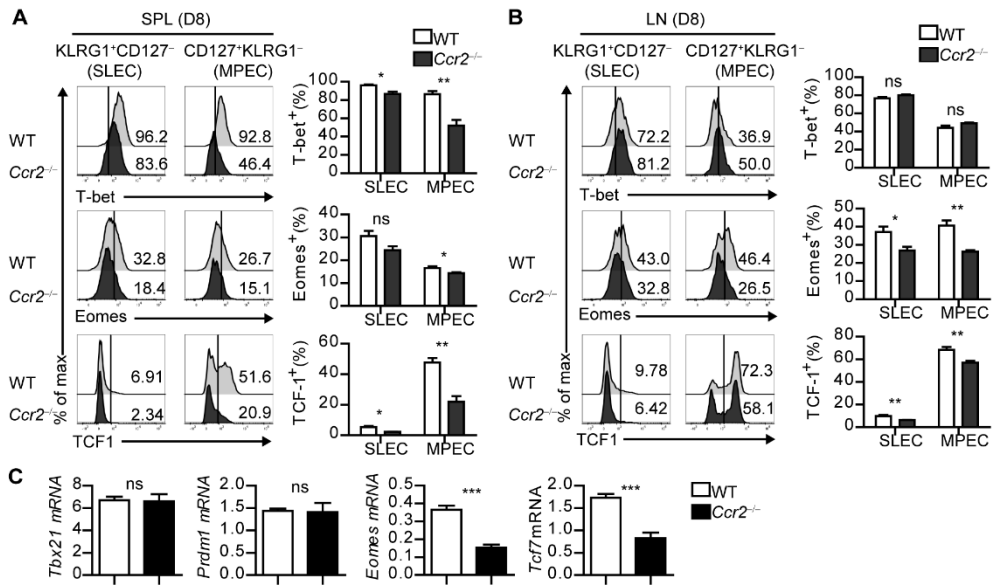 A
SPL (D8)
KLRG1⁺CD127⁻
(SLEC)
CD127⁺KLRG1⁻
(MPEC)
WT
Ccr2⁻/⁻
WT
96.2
92.8
Ccr2⁻/⁻
83.6
46.4
T-bet
WT
32.8
26.7
Ccr2⁻/⁻
18.4
15.1
Eomes
WT
6.91
51.6
Ccr2⁻/⁻
2.34
20.9
TCF1
% of max
T-bet⁺(%)
100
80
60
40
20
0
*
**
SLEC
MPEC
Eomes⁺(%)
60
40
30
20
10
0
ns
*
SLEC
MPEC
TCF-1⁺(%)
60
40
20
0
*
**
SLEC
MPEC
B
LN (D8)
KLRG1⁺CD127⁻
(SLEC)
CD127⁺KLRG1⁻
(MPEC)
WT
Ccr2⁻/⁻
WT
72.2
36.9
Ccr2⁻/⁻
81.2
50.0
T-bet
WT
43.0
46.4
Ccr2⁻/⁻
32.8
26.5
Eomes
WT
9.78
72.3
Ccr2⁻/⁻
6.42
58.1
TCF1
% of max
T-bet⁺(%)
100
80
60
40
20
0
ns
ns
SLEC
MPEC
Eomes⁺(%)
60
40
30
20
10
0
*
**
SLEC
MPEC
TCF-1⁺(%)
100
80
60
40
20
0
**
**
SLEC
MPEC
C
Tbx21 mRNA
8
6
4
2
0
ns
Prdm1 mRNA
2.0
1.5
1.0
0.5
0.0
ns
Eomes mRNA
0.5
0.4
0.3
0.2
0.1
0.0
***
Tcf7 mRNA
2.0
1.5
1.0
0.5
0.0
***
WT
Ccr2⁻/⁻